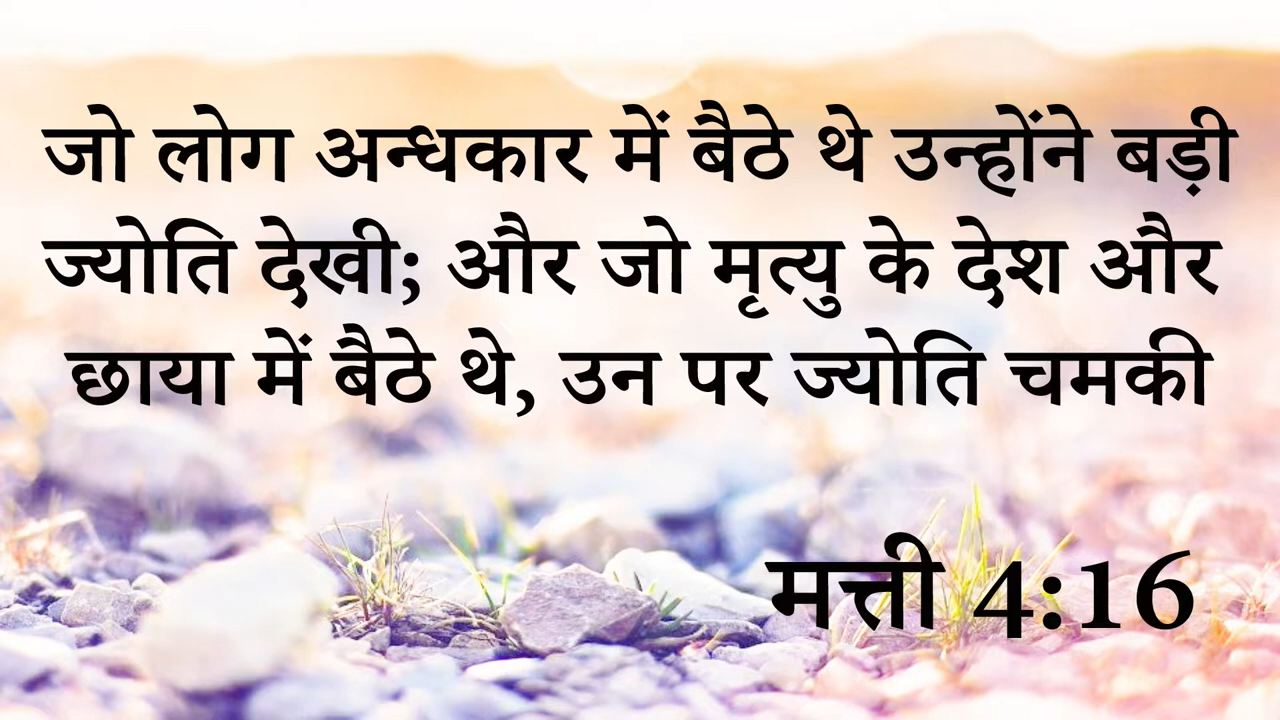 जो लोग अन्धकार में बैठे थे उन्होंने बड़ी
ज्योति देखी; और जो मृत्यु के देश और
छाया में बैठे थे, उन पर ज्योति चमकी
मत्ती 4:16